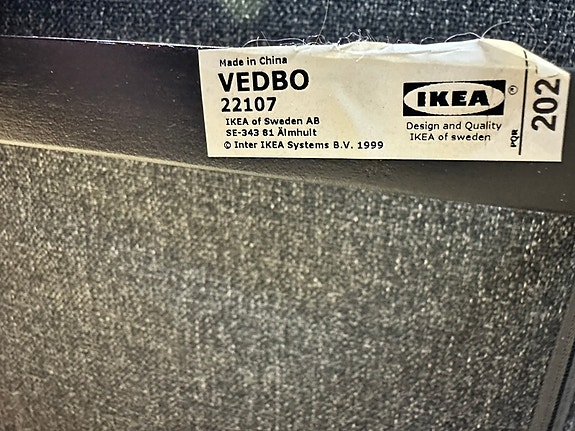 Made in China
VEDBO
22107
IKEA of Sweden AB
SE-343 81 Älmhult
© Inter IKEA Systems B.V. 1999
IKEA ®
Design and Quality
IKEA of sweden
PQR
202